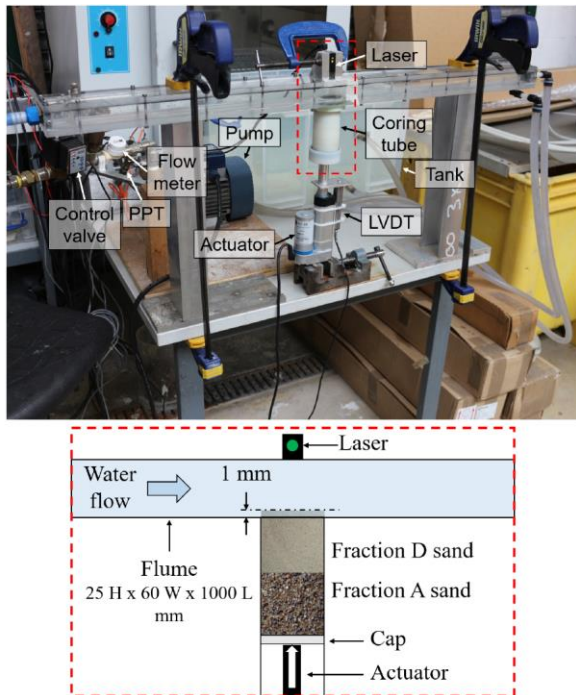 Laser
Coring
tube
Pump
Flow
meter
Tank
Control
valve
PPT
LVDT
Actuator
Laser
Water
flow
1 mm
Fraction D sand
Flume
25 H x 60 W x 1000 L
mm
Fraction A sand
Cap
Actuator